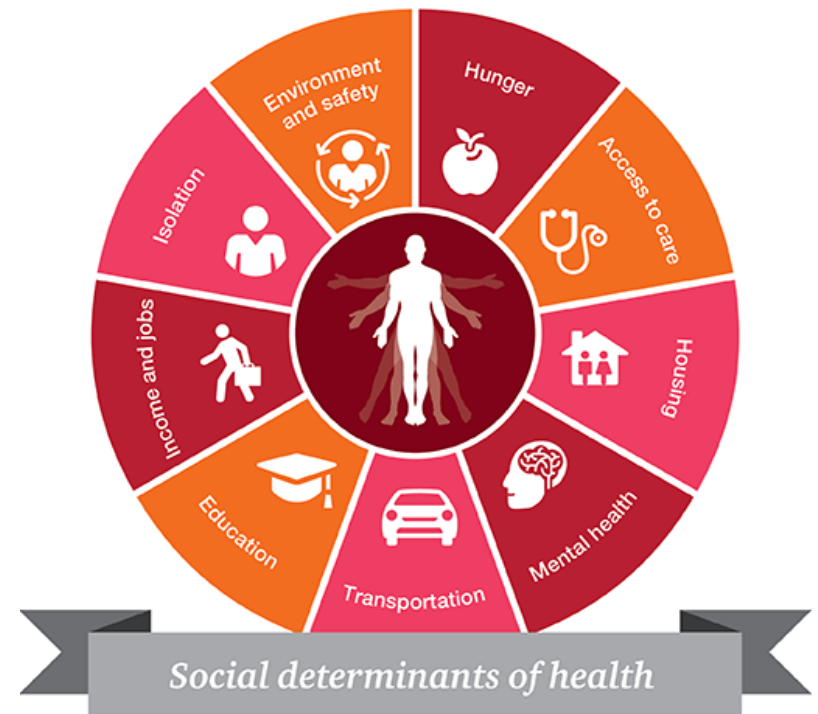 Environment
and safety
Hunger
Access to care
Housing
Mental health
Transportation
Education
Income and jobs
Isolation
Social determinants of health